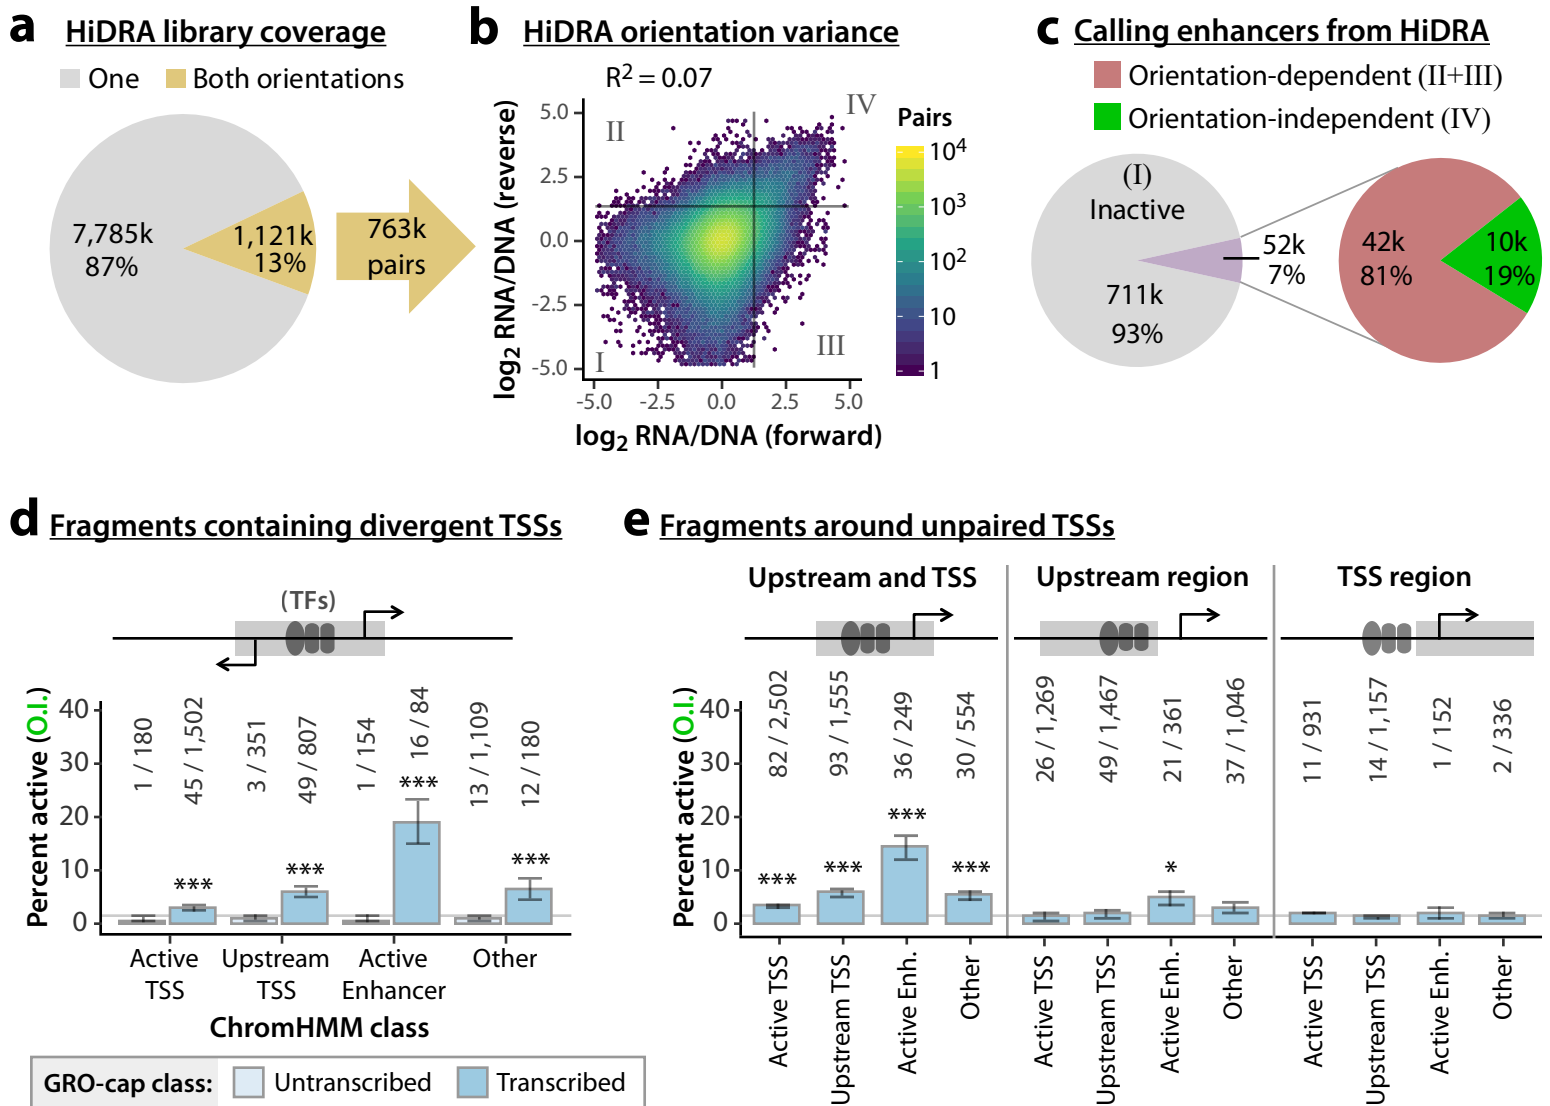 a HiDRA library coverage
One Both orientations
7,785k
87%
1,121k
13%
763k
pairs
b HiDRA orientation variance
R2 = 0.07
log2 RNA/DNA (reverse)
5.0
2.5
0.0
-2.5
-5.0
II
IV
I
III
-5.0 -2.5 0.0 2.5 5.0
log2 RNA/DNA (forward)
Pairs
10^4
10^3
10^2
10
1
c Calling enhancers from HiDRA
Orientation-dependent (II+III)
Orientation-independent (IV)
(I)
Inactive
711k
93%
52k
7%
42k
81%
10k
19%
d Fragments containing divergent TSSs
(TFs)
Percent active (O.I.)
40
30
20
10
0
1 / 180
45 / 1,502
3 / 351
49 / 807
1 / 154
16 / 84
13 / 1,109
12 / 180
***
***
***
***
Active TSS
Upstream TSS
Active Enhancer
Other
ChromHMM class
GRO-cap class: Untranscribed Transcribed
e Fragments around unpaired TSSs
Upstream and TSS
Upstream region
TSS region
Percent active (O.I.)
40
30
20
10
0
82 / 2,502
93 / 1,555
36 / 249
30 / 554
26 / 1,269
49 / 1,467
21 / 361
37 / 1,046
11 / 931
14 / 1,157
1 / 152
2 / 336
***
***
***
***
*
Active TSS
Upstream TSS
Active Enh.
Other
Active TSS
Upstream TSS
Active Enh.
Other
Active TSS
Upstream TSS
Active Enh.
Other